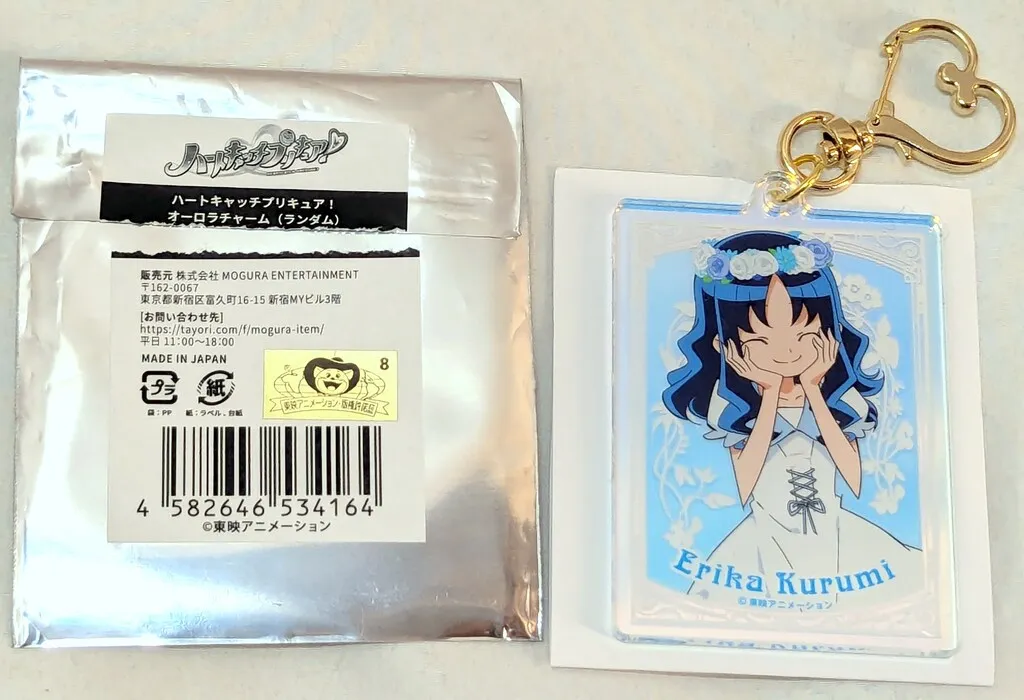 ハートキャッチプリキュア!
ハートキャッチプリキュア!
オーロラチャーム(ランダム)
販売元 株式会社 MOGURA ENTERTAINMENT
〒162-0067
東京都新宿区富久町16-15 新宿MYビル3階
[お問い合わせ先]
https://tayori.com/f/mogura-item/
平日 11:00〜18:00
MADE IN JAPAN
プラ
紙
袋:PP 紙:ラベル、台紙
8
東映アニメーション・版権許諾品
4 582646 534164
©東映アニメーション
Erika Kurumi
©東映アニメーション